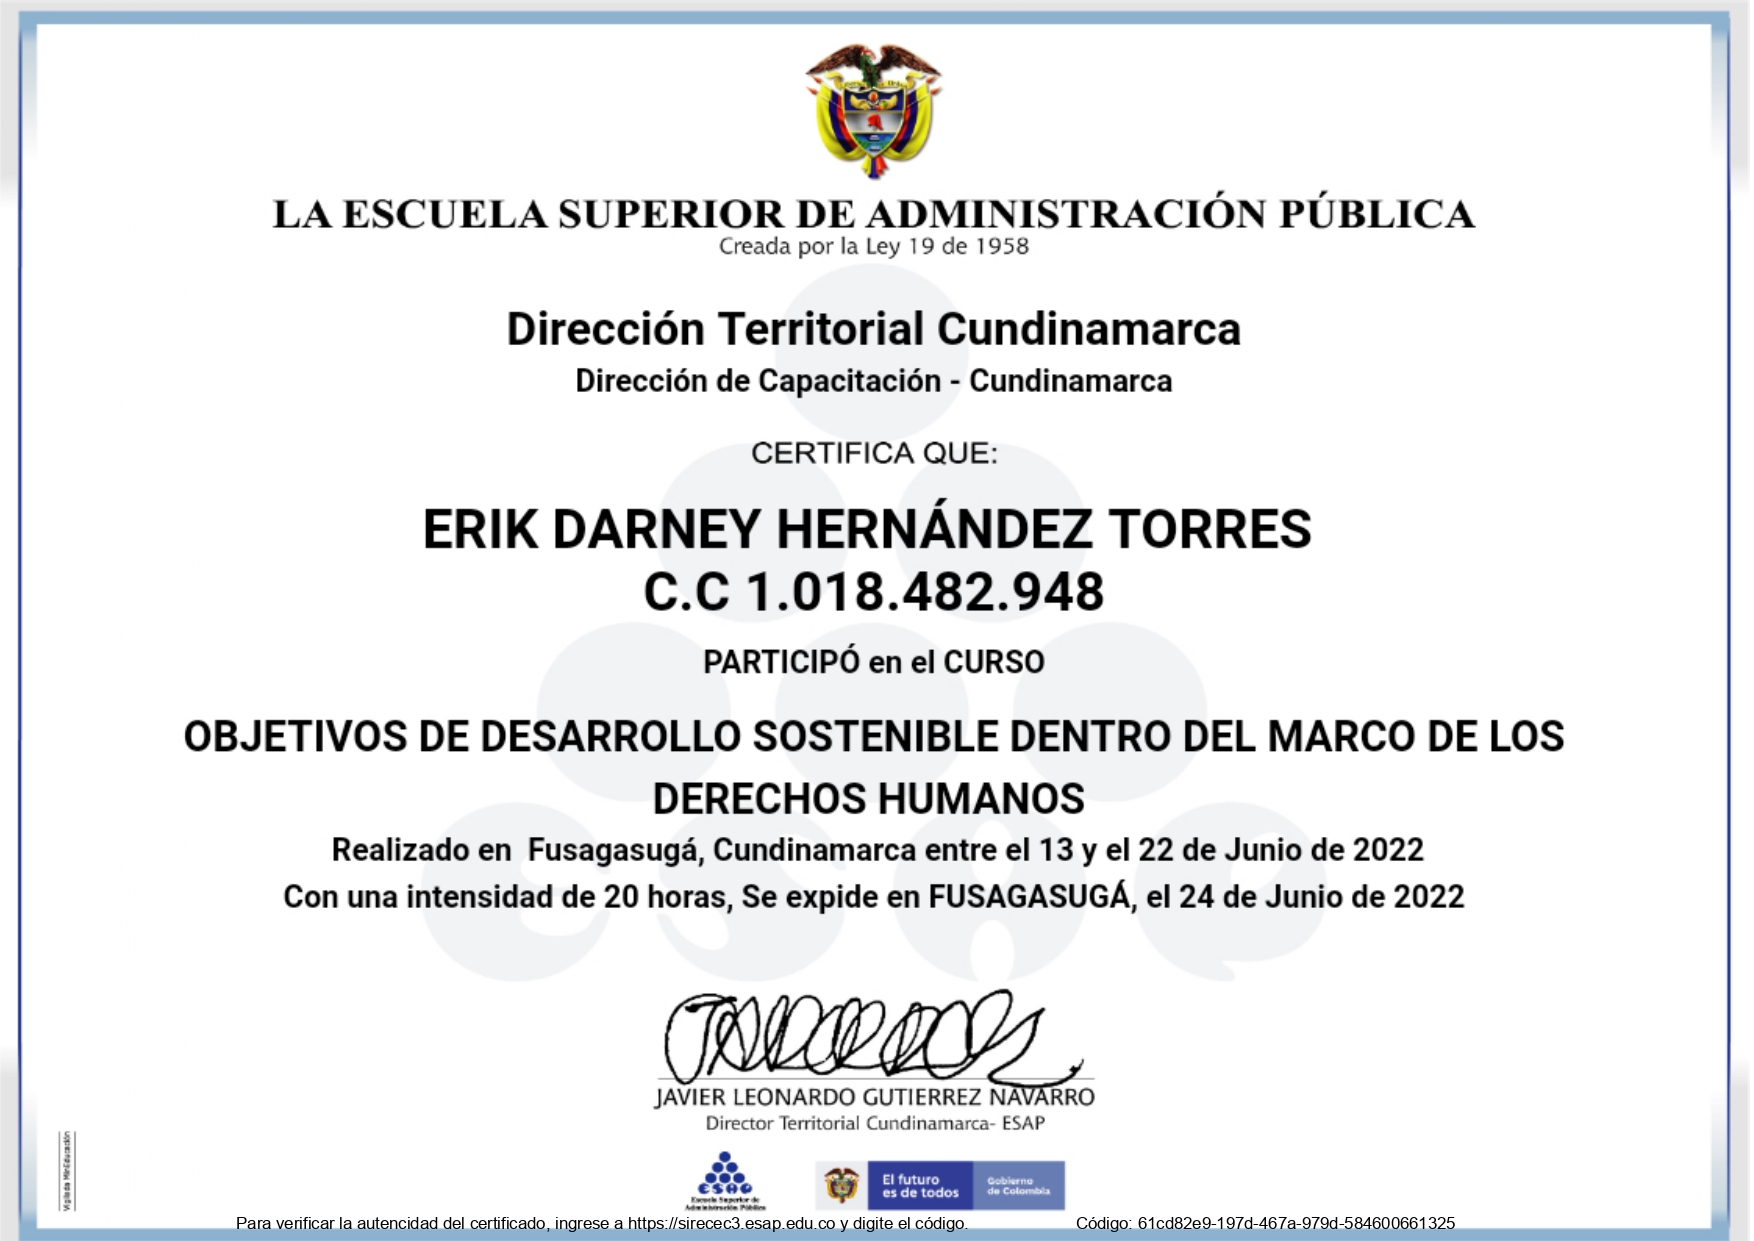 LA ESCUELA SUPERIOR DE ADMINISTRACIÓN PÚBLICA
Creada por la Ley 19 de 1958
Dirección Territorial Cundinamarca
Dirección de Capacitación - Cundinamarca
CERTIFICA QUE:
ERIK DARNEY HERNÁNDEZ TORRES
C.C 1.018.482.948
PARTICIPÓ en el CURSO
OBJETIVOS DE DESARROLLO SOSTENIBLE DENTRO DEL MARCO DE LOS
DERECHOS HUMANOS
Realizado en Fusagasugá, Cundinamarca entre el 13 y el 22 de Junio de 2022
Con una intensidad de 20 horas, Se expide en FUSAGASUGÁ, el 24 de Junio de 2022
JAVIER LEONARDO GUTIERREZ NAVARRO
Director Territorial Cundinamarca- ESAP
Vigilada MinEducación
esap
Escuela Superior de
Administración Pública
El futuro
es de todos
Gobierno
de Colombia
Para verificar la autencidad del certificado, ingrese a https://sirecec3.esap.edu.co y digite el código.
Código: 61cd82e9-197d-467a-979d-584600661325